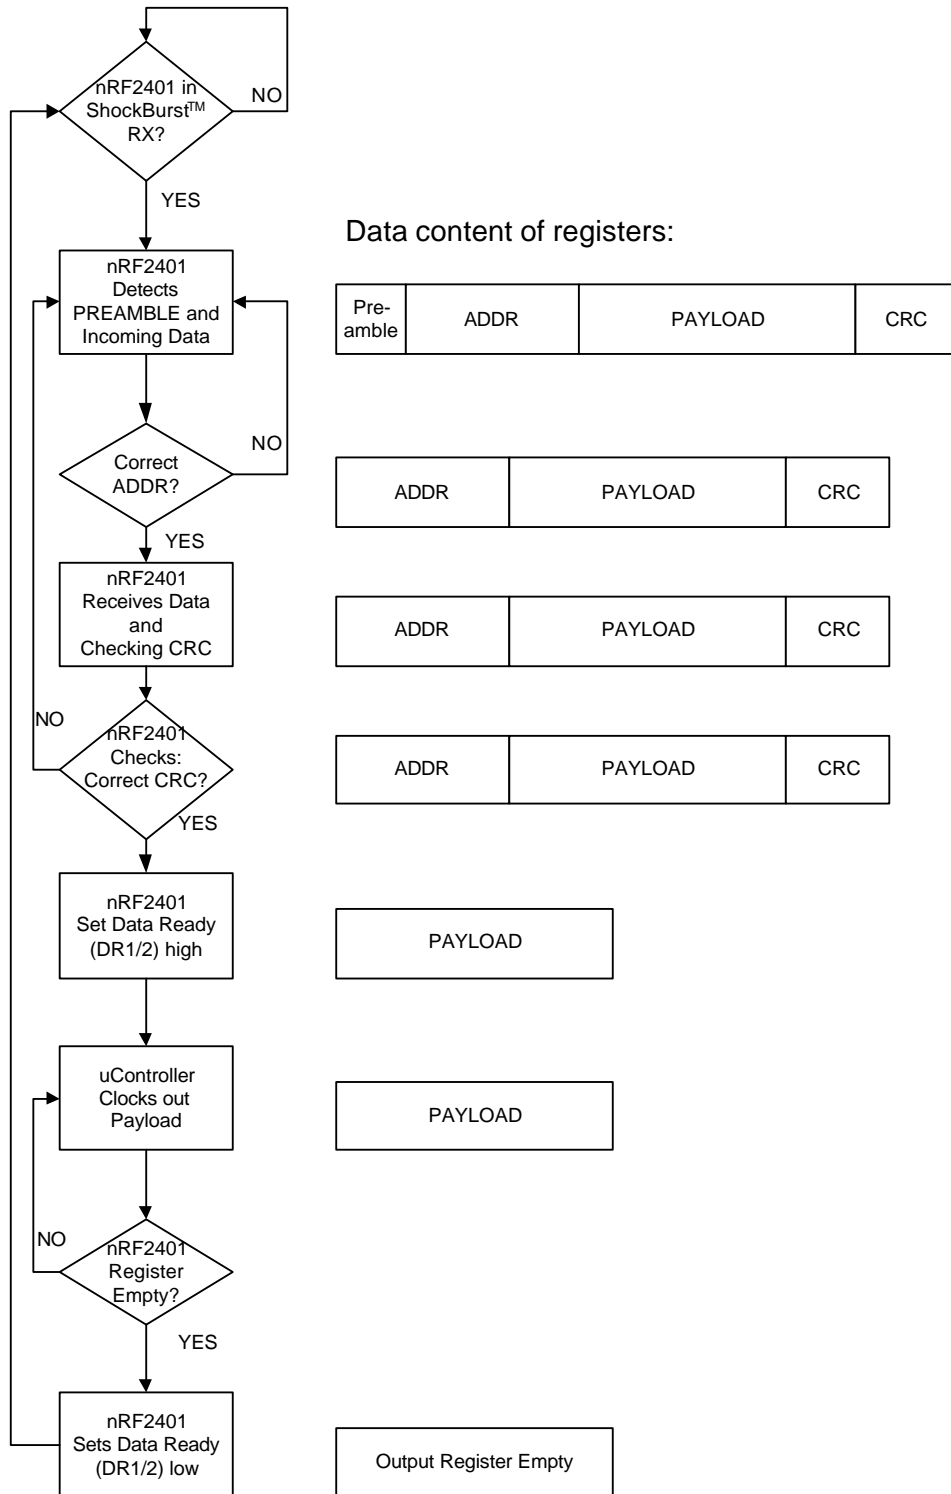 nRF2401 in
ShockBurst™
RX?
NO
YES
Data content of registers:
nRF2401
Detects
PREAMBLE and
Incoming Data
Pre-
amble
ADDR
PAYLOAD
CRC
Correct
ADDR?
NO
YES
ADDR
PAYLOAD
CRC
nRF2401
Receives Data
and
Checking CRC
ADDR
PAYLOAD
CRC
NO
nRF2401
Checks:
Correct CRC?
YES
ADDR
PAYLOAD
CRC
nRF2401
Set Data Ready
(DR1/2) high
PAYLOAD
uController
Clocks out
Payload
PAYLOAD
NO
nRF2401
Register
Empty?
YES
nRF2401
Sets Data Ready
(DR1/2) low
Output Register Empty